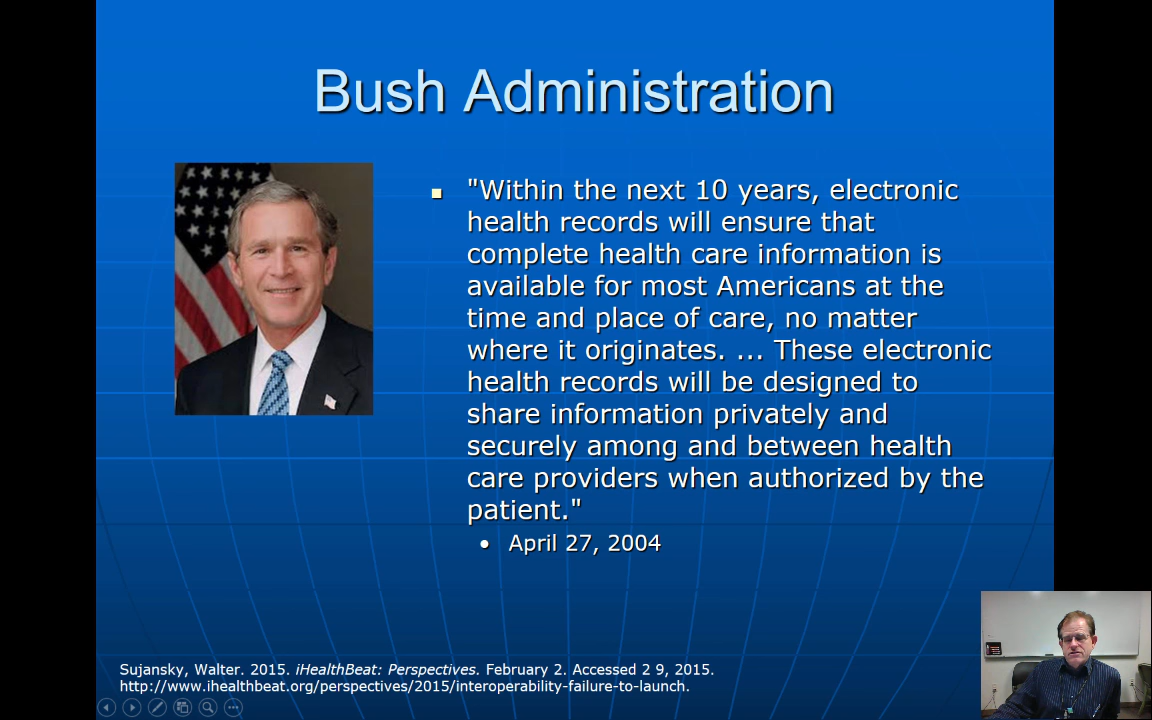 Bush Administration
"Within the next 10 years, electronic
health records will ensure that
complete health care information is
available for most Americans at the
time and place of care, no matter
where it originates. ... These electronic
health records will be designed to
share information privately and
securely among and between health
care providers when authorized by the
patient."
April 27, 2004
Sujansky, Walter. 2015. iHealthBeat: Perspectives. February 2. Accessed 2 9, 2015.
http://www.ihealthbeat.org/perspectives/2015/interoperability-failure-to-launch.